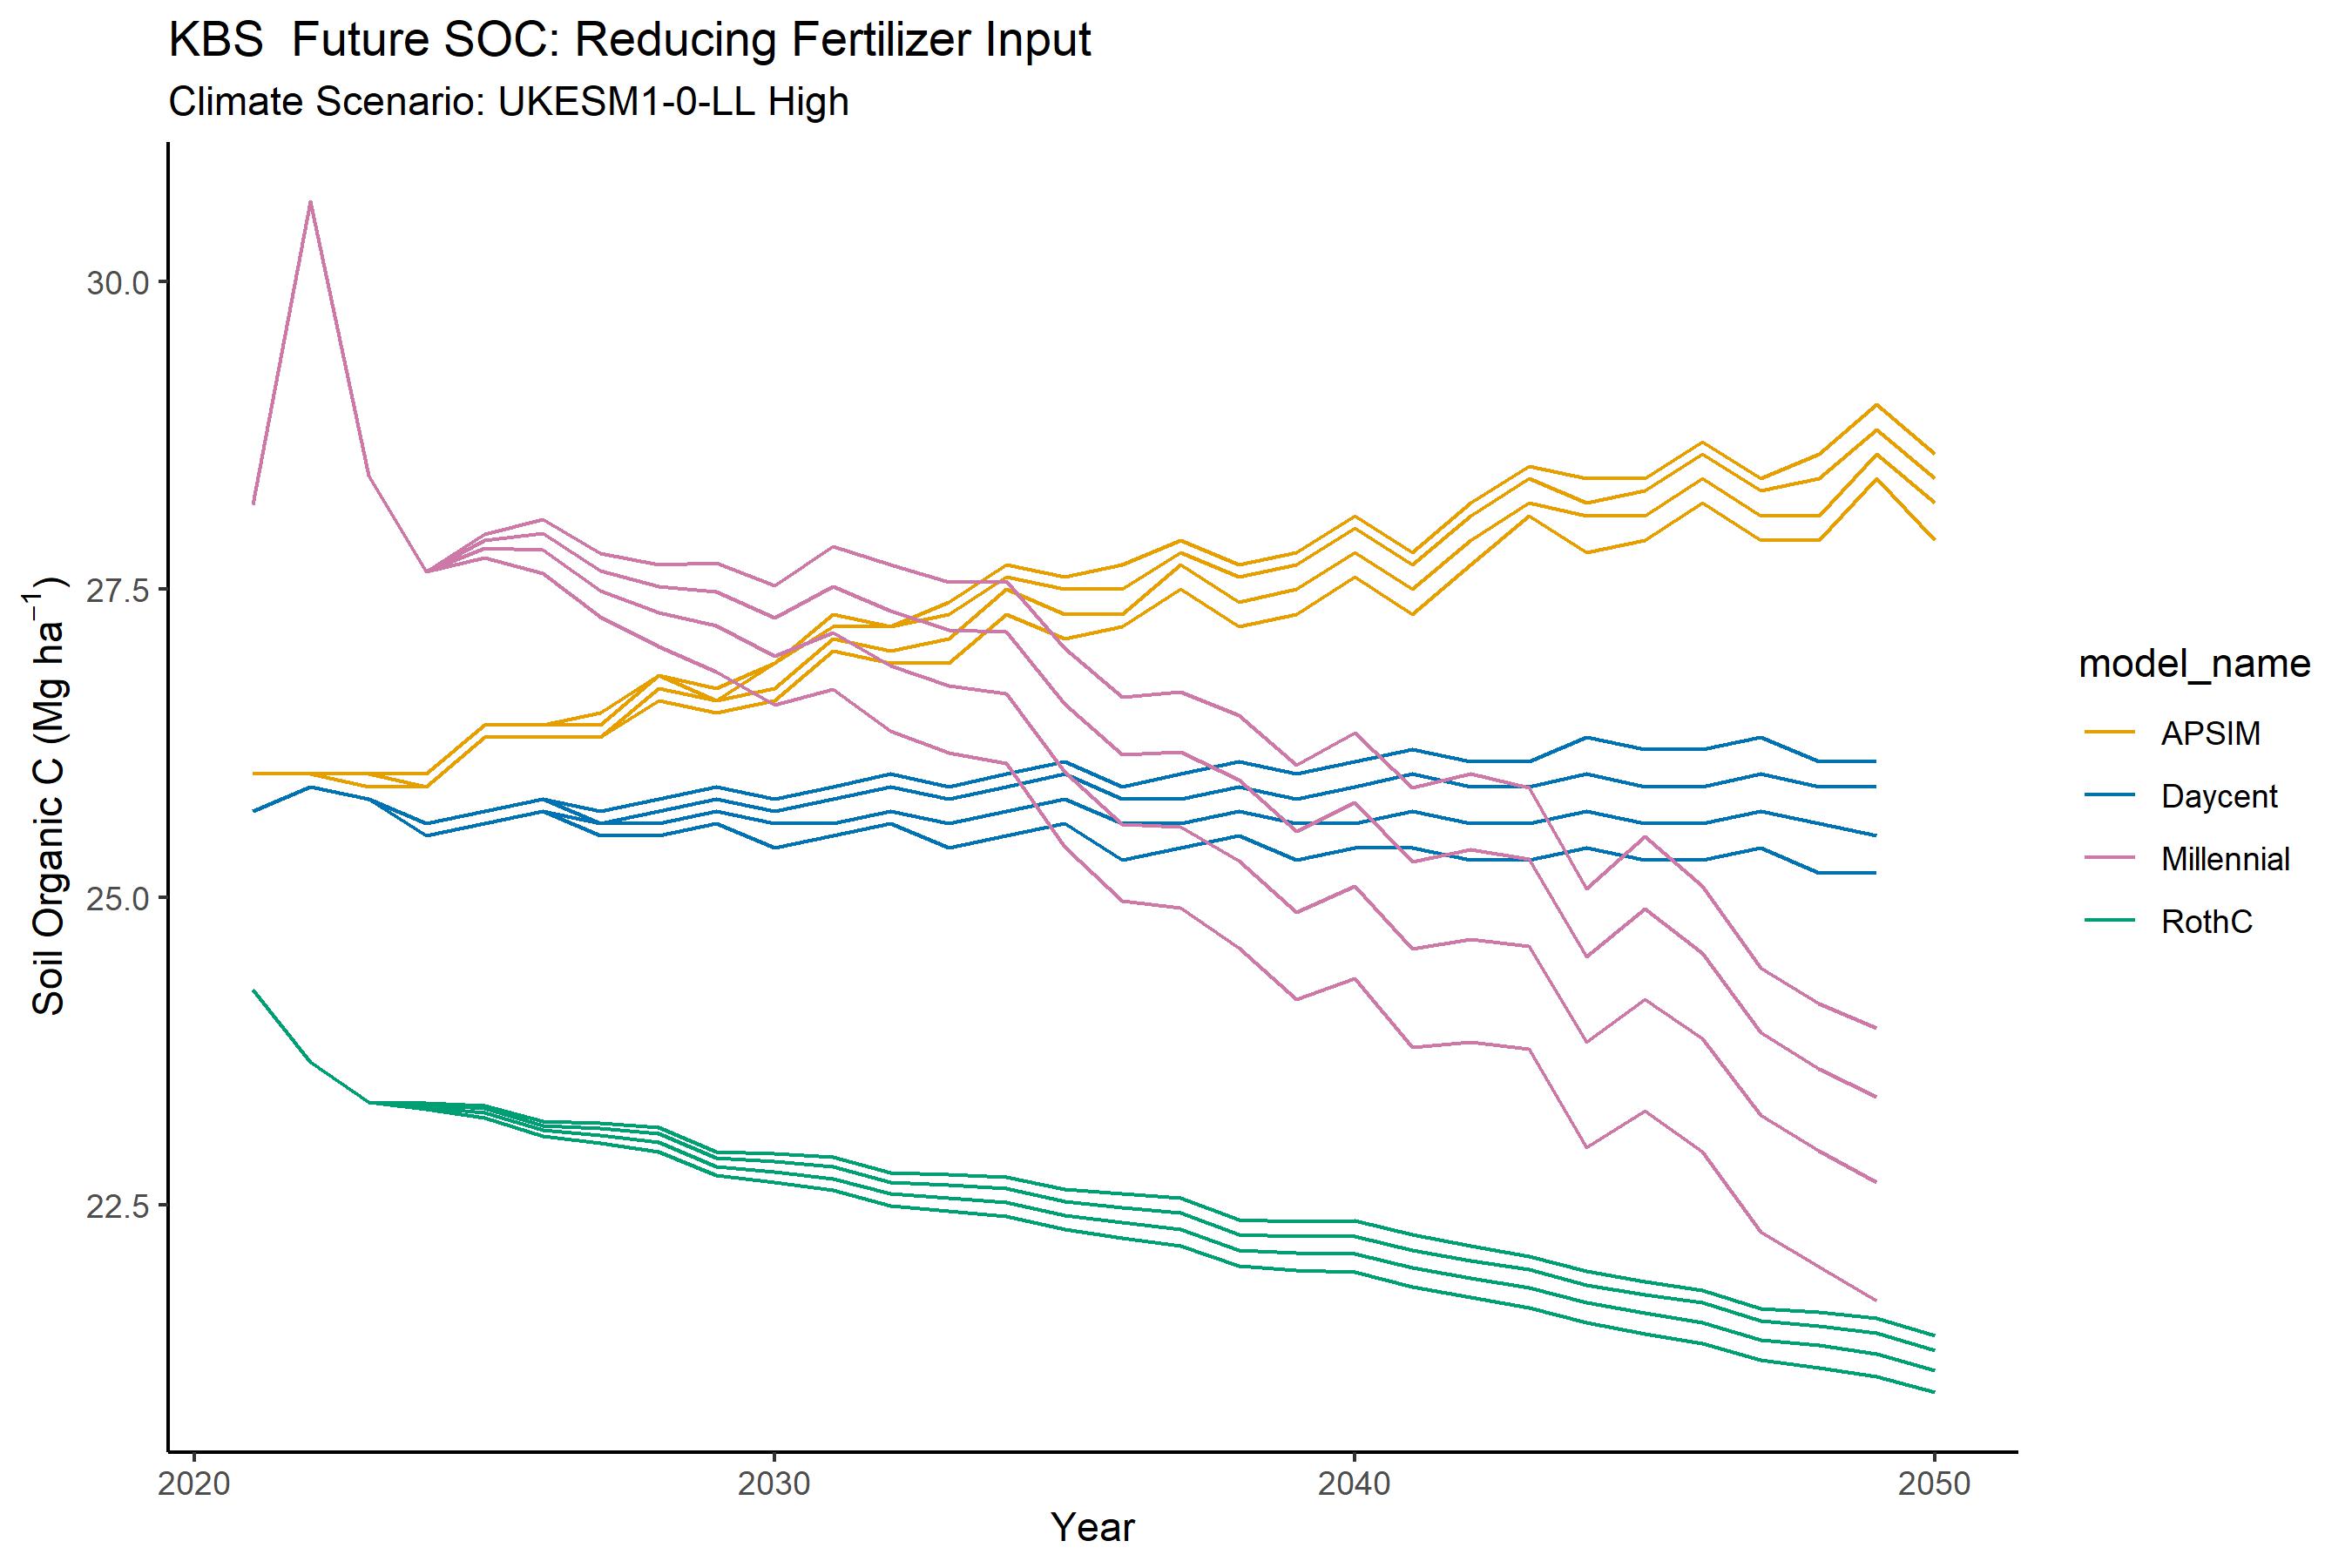 KBS  Future SOC: Reducing Fertilizer Input
Climate Scenario: UKESM1-0-LL High
Soil Organic C (Mg ha⁻¹)
30.0
27.5
25.0
22.5
2020
2030
2040
2050
Year
model_name
APSIM
Daycent
Millennial
RothC